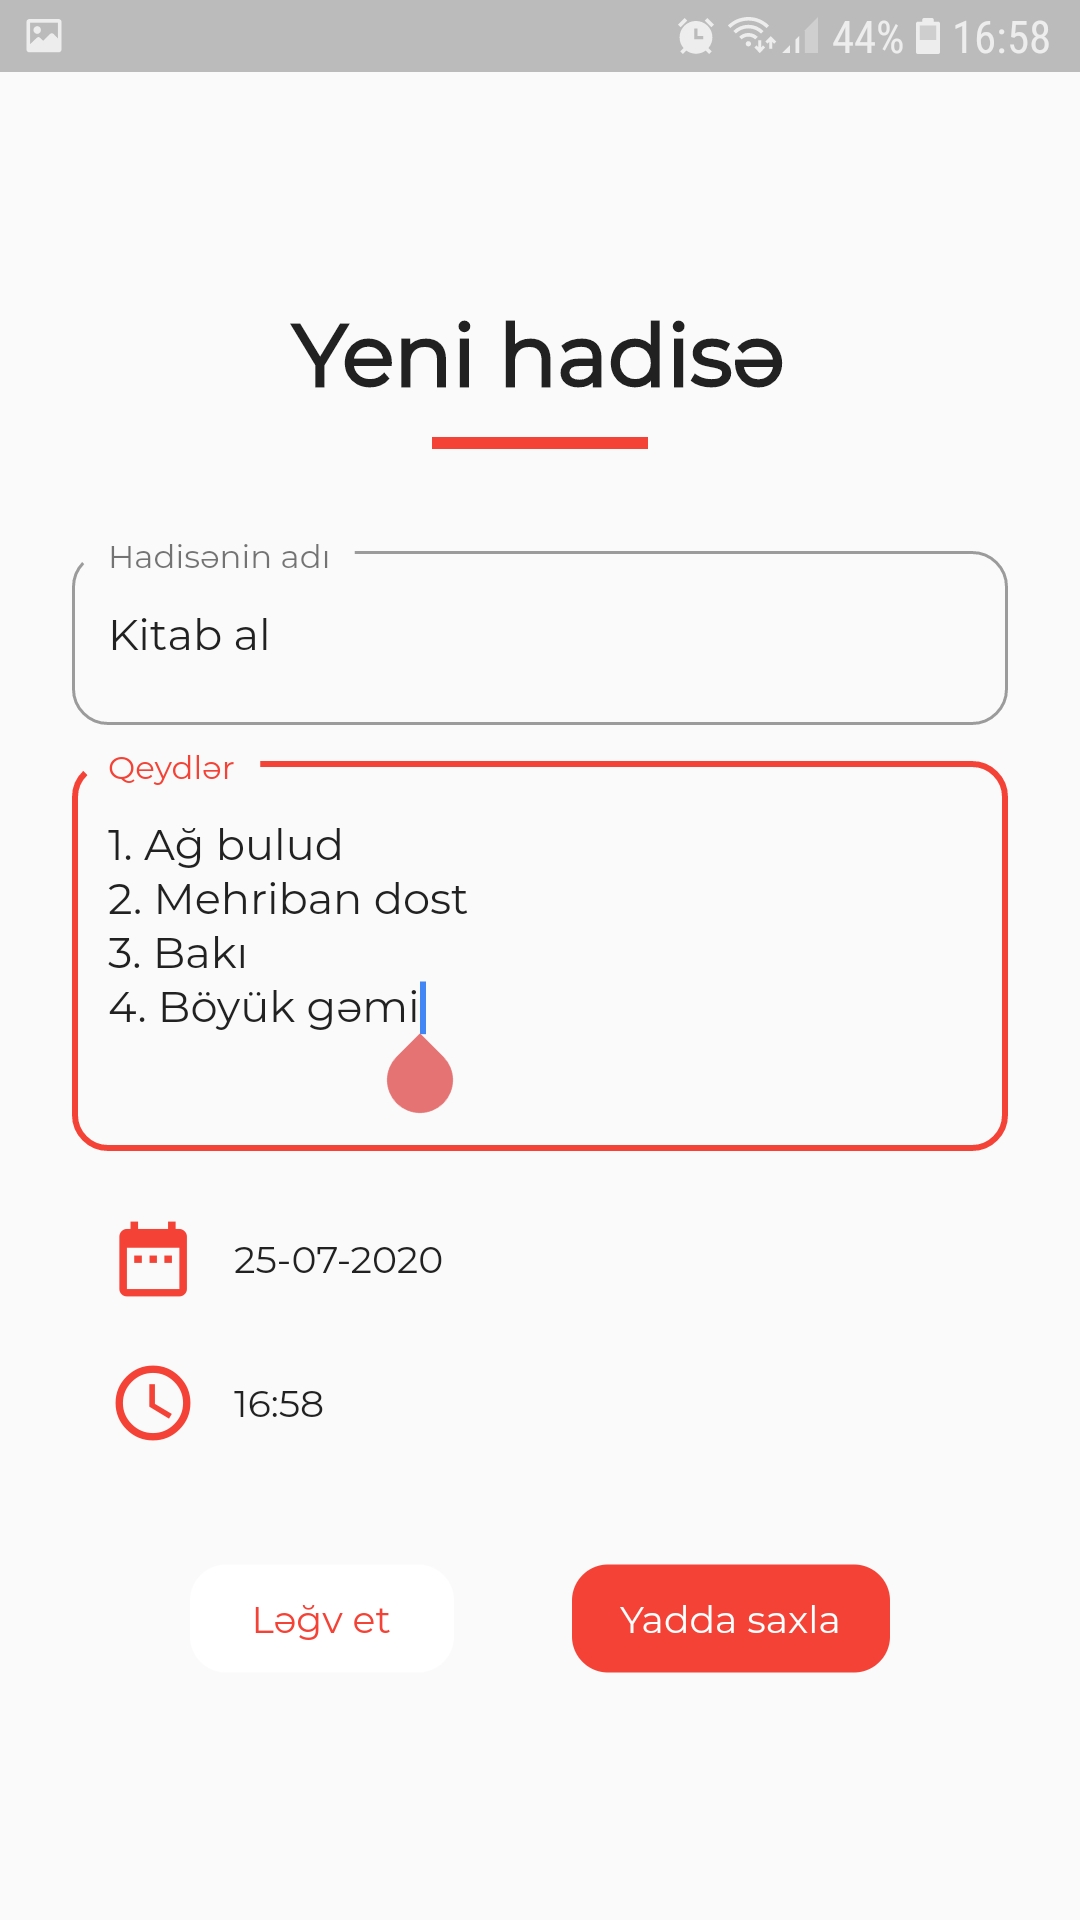 44% 16:58
Yeni hadisə
Hadisənin adı
Kitab al
Qeydlər
1. Ağ bulud
2. Mehriban dost
3. Bakı
4. Böyük gəmi
25-07-2020
16:58
Ləğv et
Yadda saxla